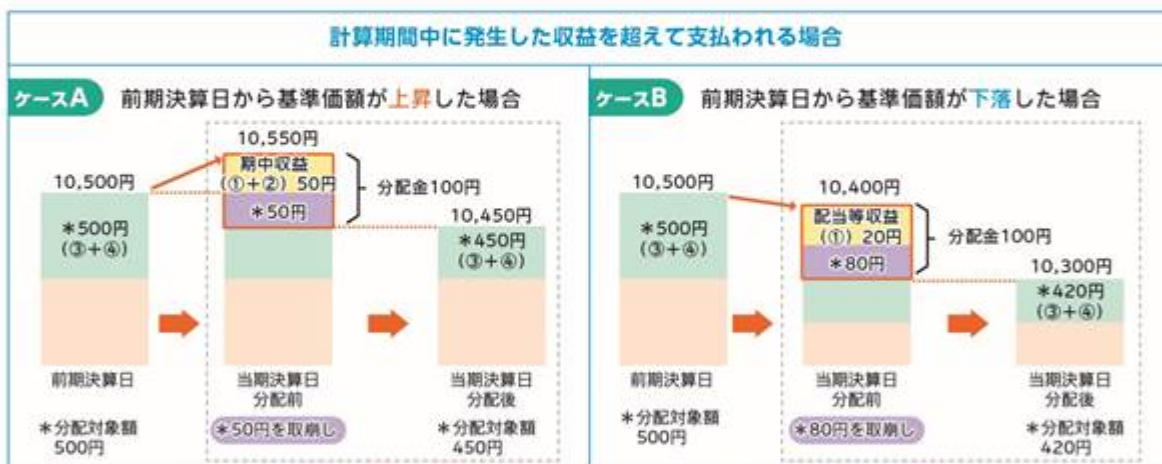 計算期間中に発生した収益を超えて支払われる場合
ケースA 前期決算日から基準価額が上昇した場合
10,550円
期中収益
(①+②) 50円
*50円
分配金100円
10,500円
*500円
(③+④)
10,450円
*450円
(③+④)
前期決算日
当期決算日
分配前
当期決算日
分配後
*分配対象額
500円
*50円を取崩し
*分配対象額
450円
ケースB 前期決算日から基準価額が下落した場合
10,500円
*500円
(③+④)
10,400円
配当等収益
(①) 20円
*80円
分配金100円
10,300円
*420円
(③+④)
前期決算日
当期決算日
分配前
当期決算日
分配後
*分配対象額
500円
*80円を取崩し
*分配対象額
420円